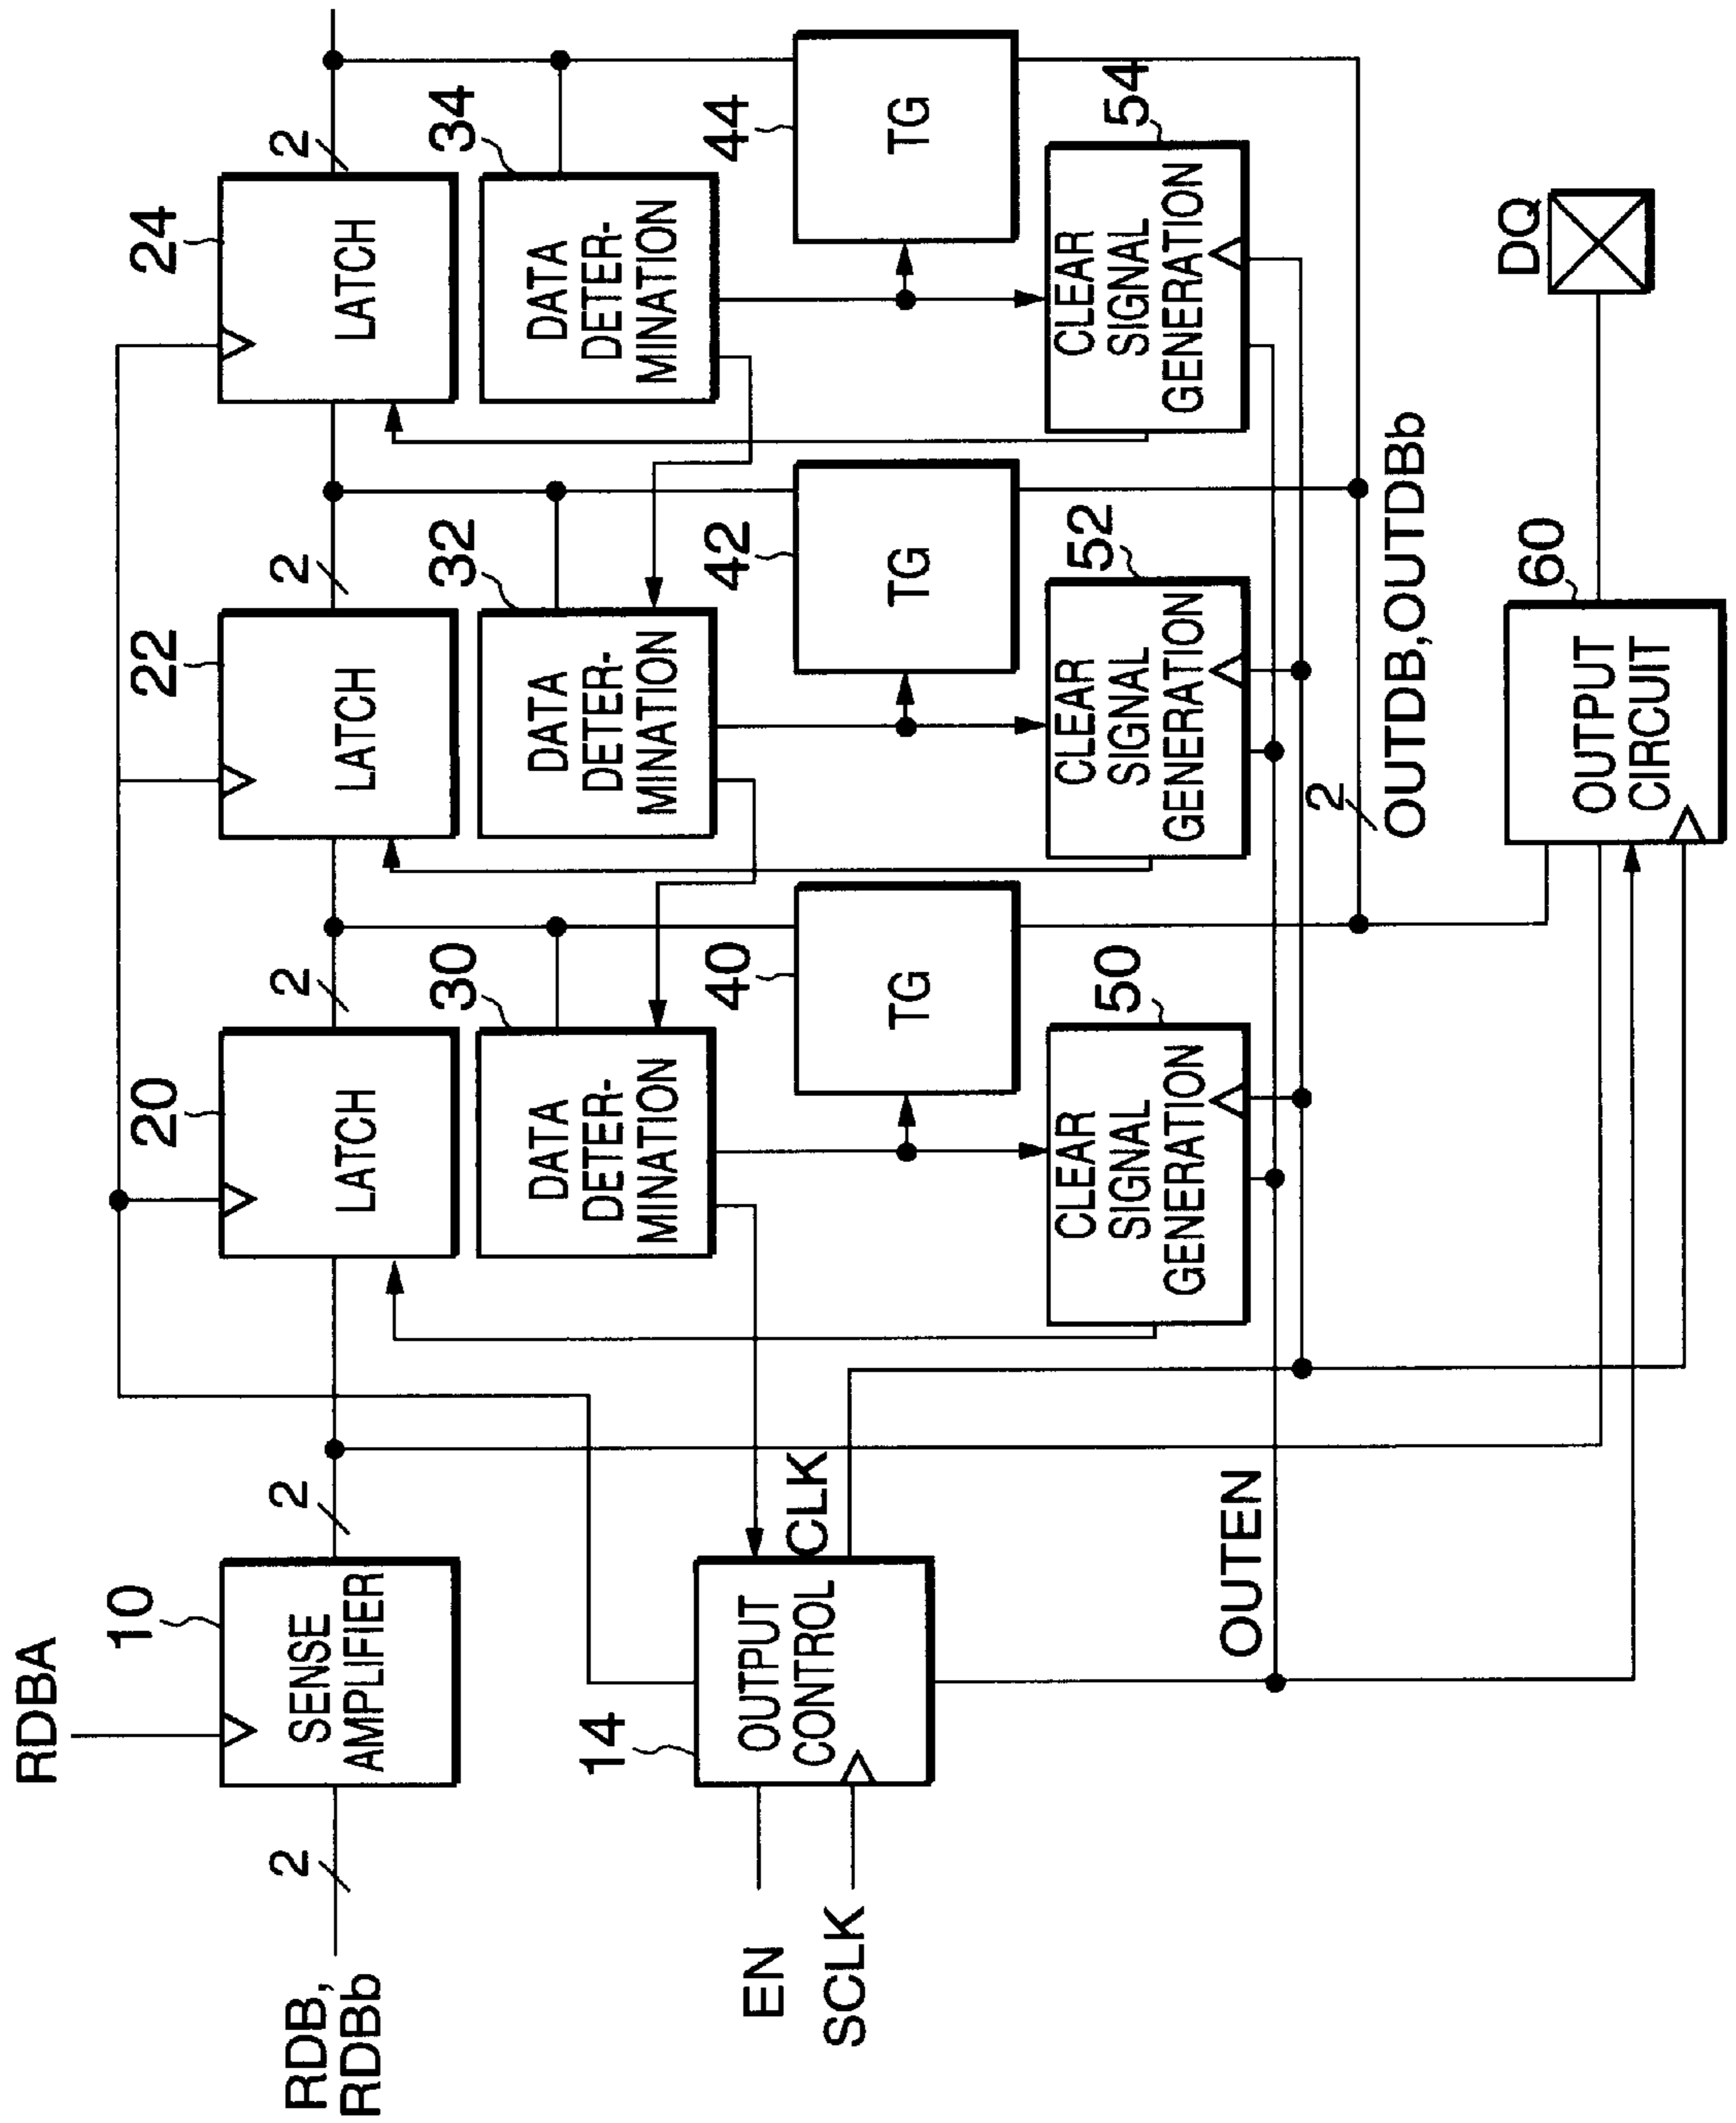 RDBA
10
SENSE
AMPLIFIER
2
2
RDB,
RDBb
20
LATCH
2
22
LATCH
2
24
LATCH
2
30
DATA
DETER-
MINATION
32
DATA
DETER-
MINATION
34
DATA
DETER-
MINATION
14
OUTPUT
CONTROL
EN
SCLK
CLK
40
TG
42
TG
44
TG
50
CLEAR
SIGNAL
GENERATION
52
CLEAR
SIGNAL
GENERATION
54
CLEAR
SIGNAL
GENERATION
OUTEN
2
OUTDB,OUTDBb
60
OUTPUT
CIRCUIT
DQ